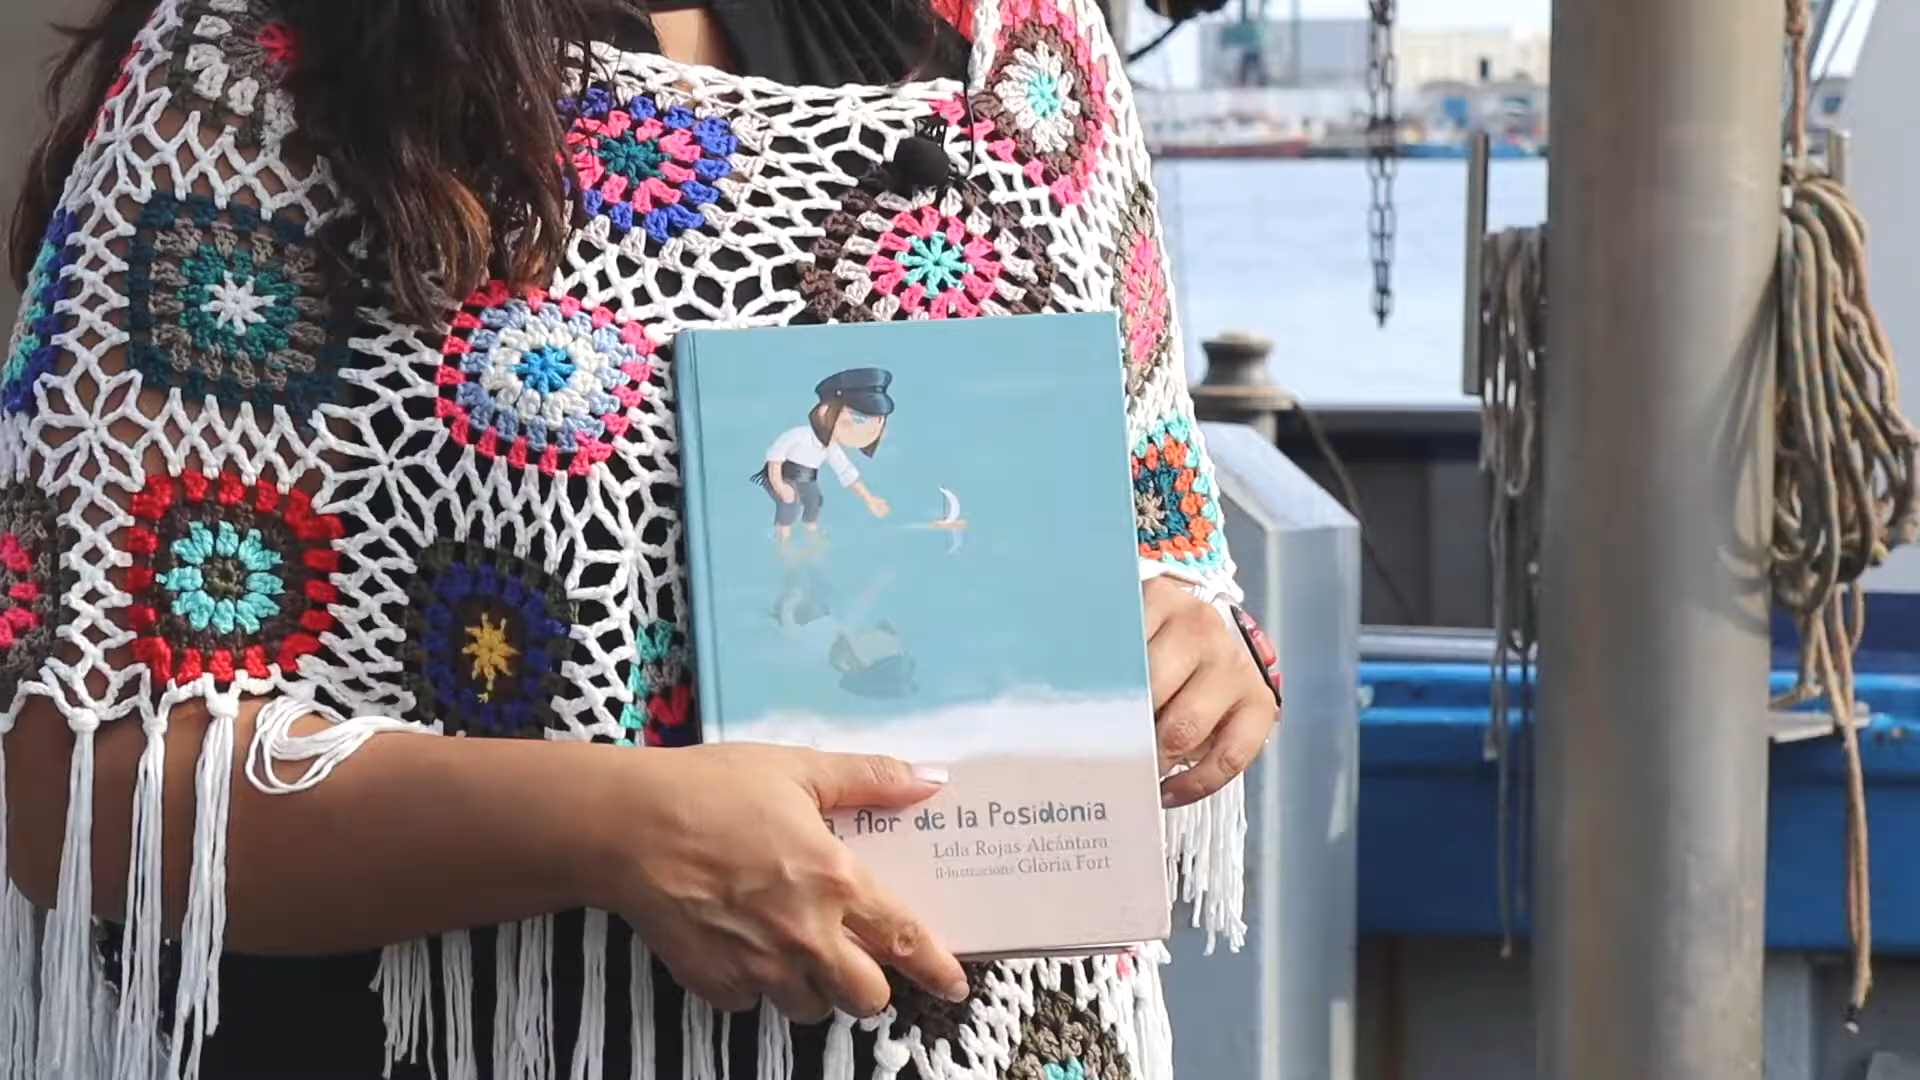 a, flor de la Posidònia
Lola Rojas Alcántara
Il·lustracions Glòria Fort